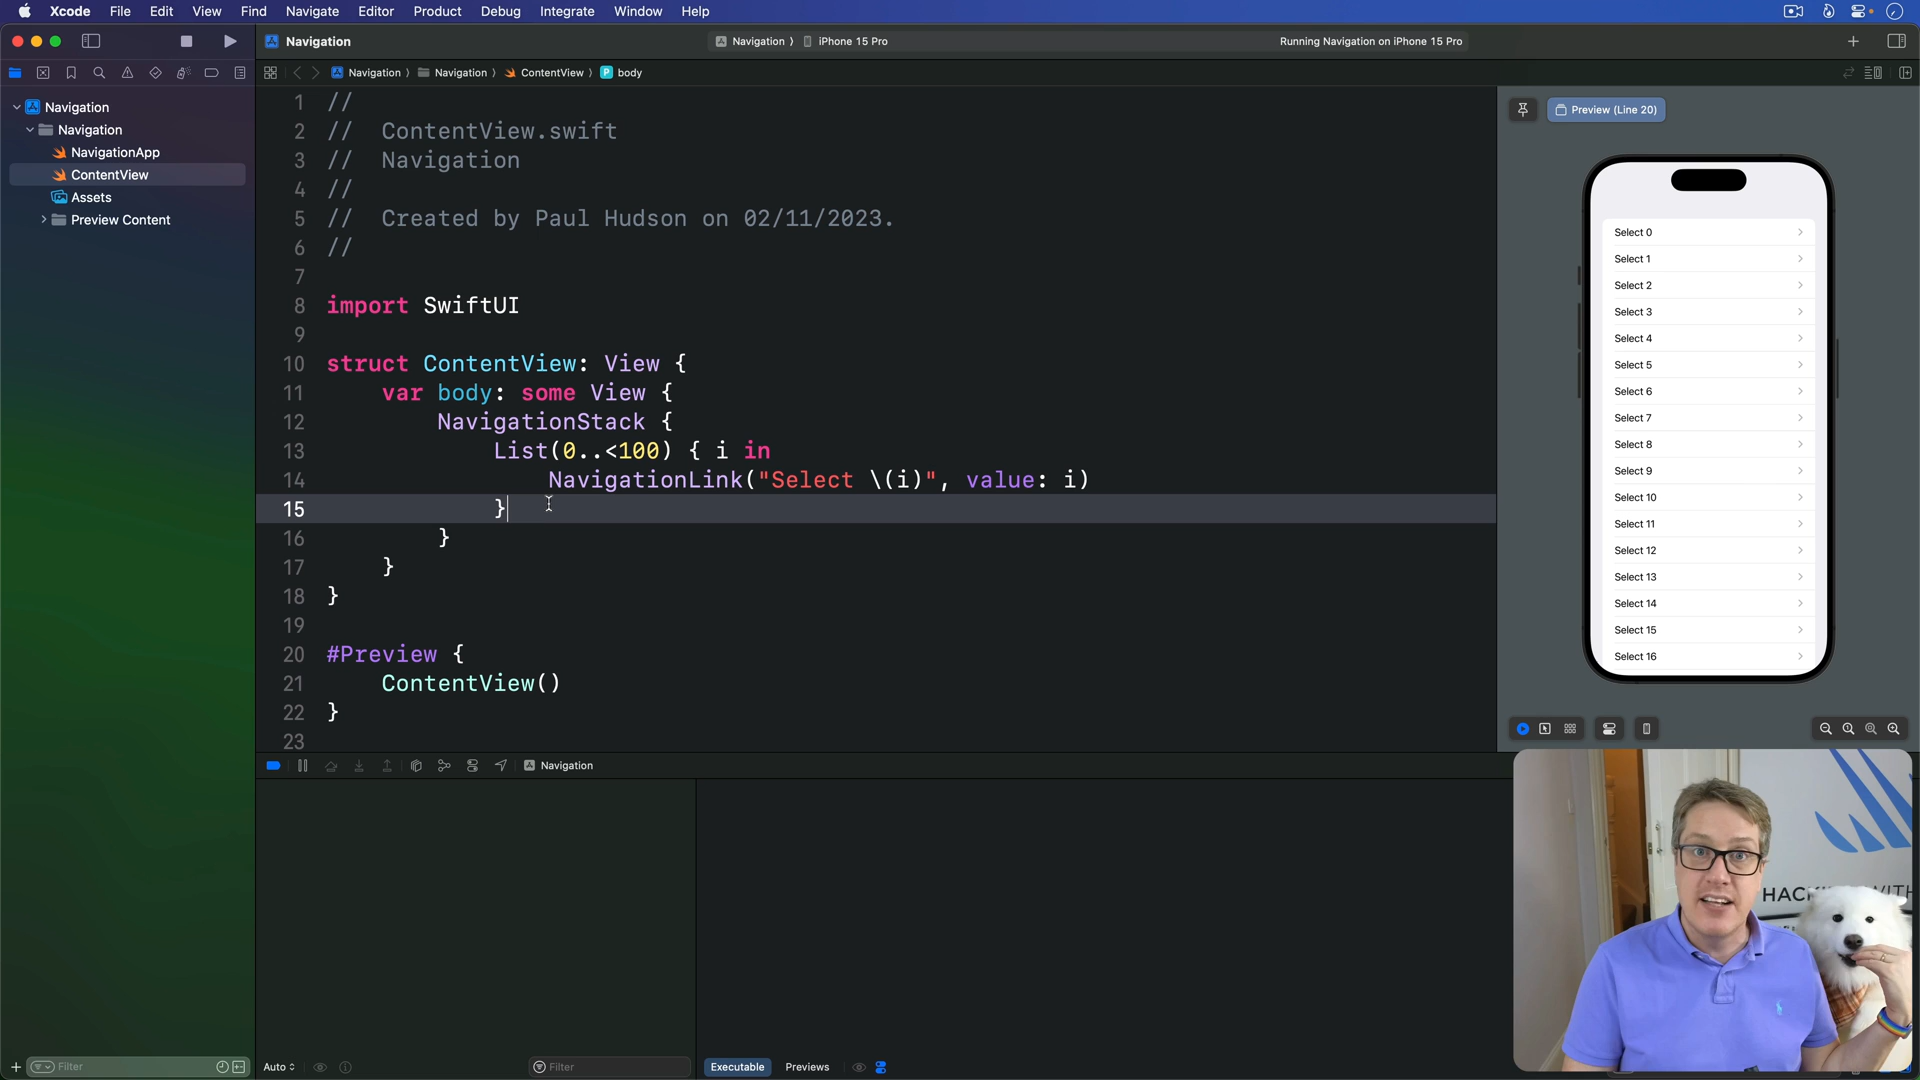 Xcode File Edit View Find Navigate Editor Product Debug Integrate Window Help
Navigation
Navigation iPhone 15 Pro
Running Navigation on iPhone 15 Pro
Navigation Navigation ContentView P body
Navigation
Navigation
NavigationApp
ContentView
Assets
Preview Content
1 //
2 // ContentView.swift
3 // Navigation
4 //
5 // Created by Paul Hudson on 02/11/2023.
6 //
7
8 import SwiftUI
9
10 struct ContentView: View {
11 var body: some View {
12 NavigationStack {
13 List(0..<100) { i in
14 NavigationLink("Select \(i)", value: i)
15 }
16 }
17 }
18 }
19
20 #Preview {
21 ContentView()
22 }
23
Preview (Line 20)
Select 0
Select 1
Select 2
Select 3
Select 4
Select 5
Select 6
Select 7
Select 8
Select 9
Select 10
Select 11
Select 12
Select 13
Select 14
Select 15
Select 16
Navigation
Filter
Auto
Filter
Executable Previews